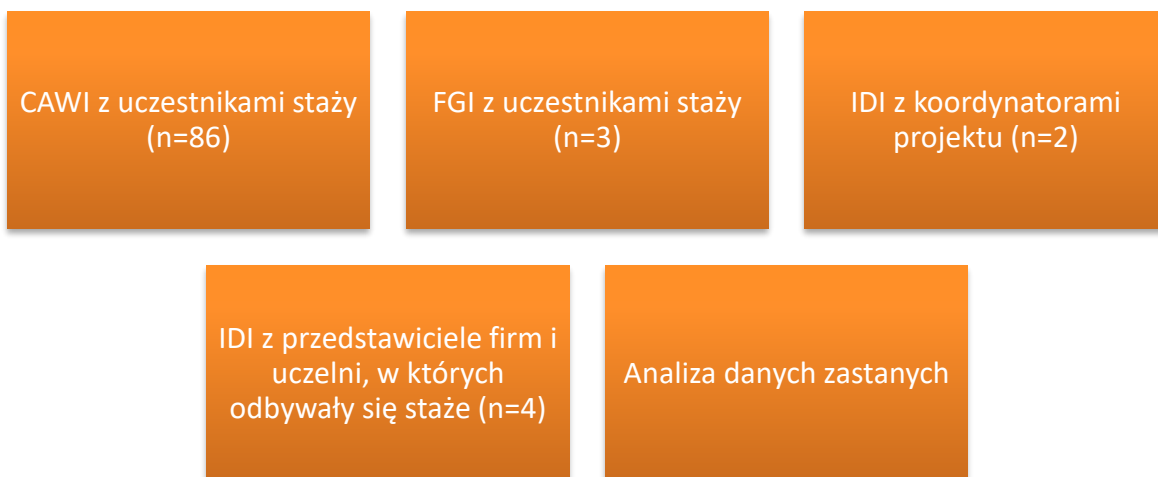 CAWI z uczestnikami staży
(n=86)
FGI z uczestnikami staży
(n=3)
IDI z koordynatorami
projektu (n=2)
IDI z przedstawiciele firm i
uczelni, w których
odbywały się staże (n=4)
Analiza danych zastanych